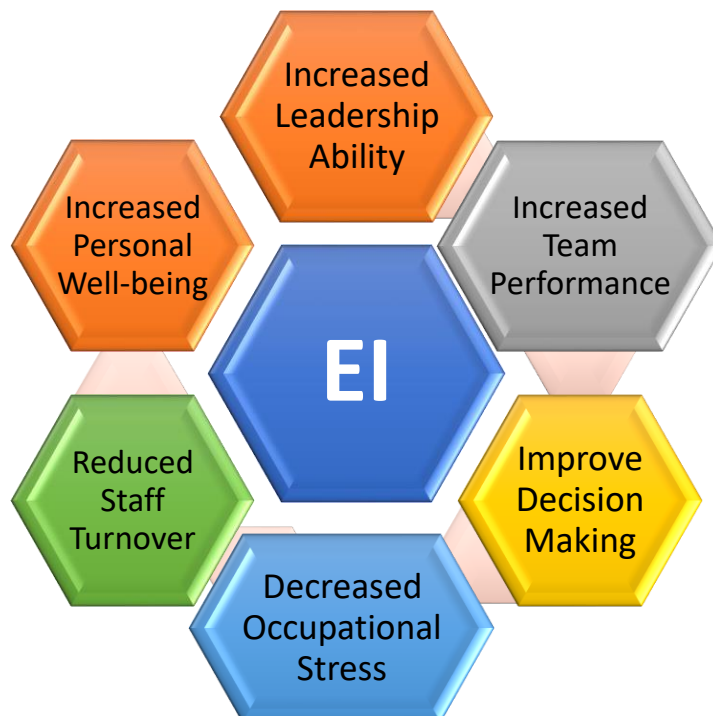 Increased
Leadership
Ability
Increased
Team
Performance
Improve
Decision
Making
Decreased
Occupational
Stress
Reduced
Staff
Turnover
Increased
Personal
Well-being
EI